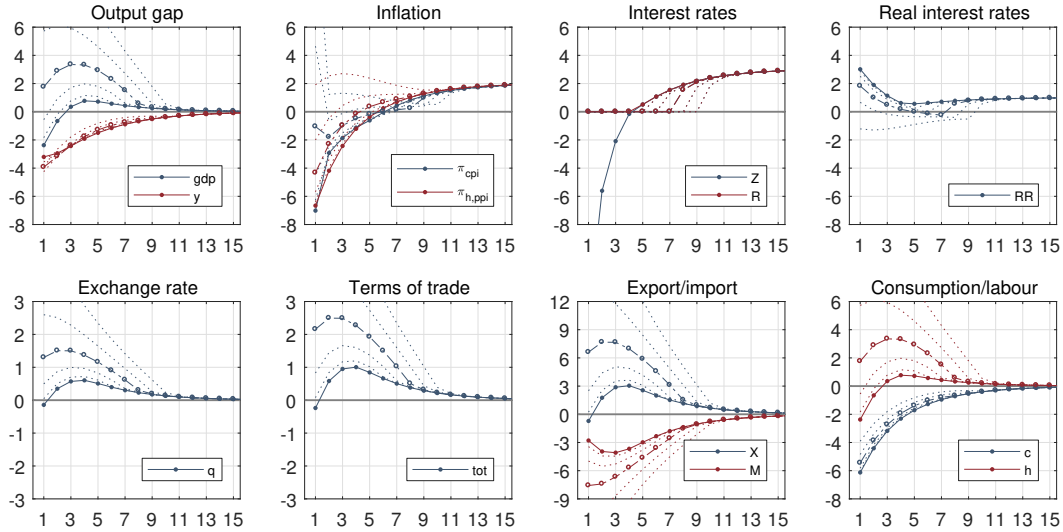 Output gap
6
4
2
0
-2
-4
-6
-8
gdp
y
1 3 5 7 9 11 13 15
Inflation
6
4
2
0
-2
-4
-6
-8
π cpi
π h,ppi
1 3 5 7 9 11 13 15
Interest rates
6
4
2
0
-2
-4
-6
-8
Z
R
1 3 5 7 9 11 13 15
Real interest rates
6
4
2
0
-2
-4
-6
-8
RR
1 3 5 7 9 11 13 15
Exchange rate
3
2
1
0
-1
-2
-3
q
1 3 5 7 9 11 13 15
Terms of trade
3
2
1
0
-1
-2
-3
tot
1 3 5 7 9 11 13 15
Export/import
12
9
6
3
0
-3
-6
-9
X
M
1 3 5 7 9 11 13 15
Consumption/labour
6
4
2
0
-2
-4
-6
-8
c
h
1 3 5 7 9 11 13 15